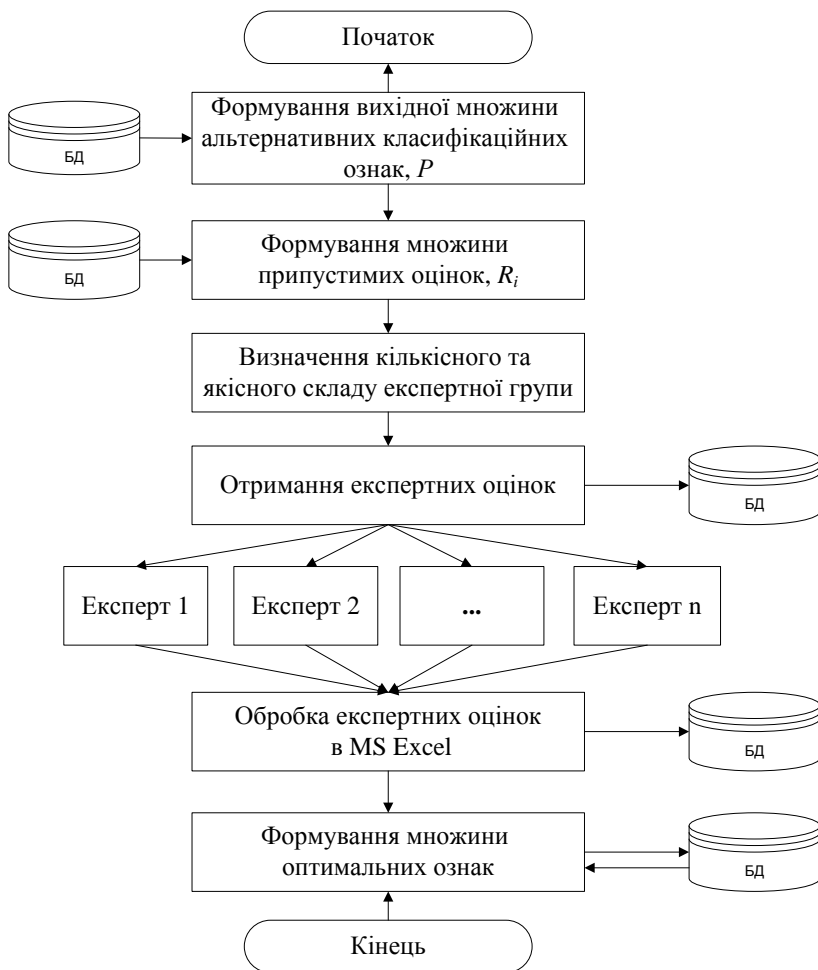 Початок
Формування вихідної множини
альтернативних класифікаційних
ознак, P
БД
Формування множини
припустимих оцінок, Ri
БД
Визначення кількісного та
якісного складу експертної групи
Отримання експертних оцінок
БД
Експерт 1
Експерт 2
...
Експерт n
Обробка експертних оцінок
в MS Excel
БД
Формування множини
оптимальних ознак
БД
Кінець